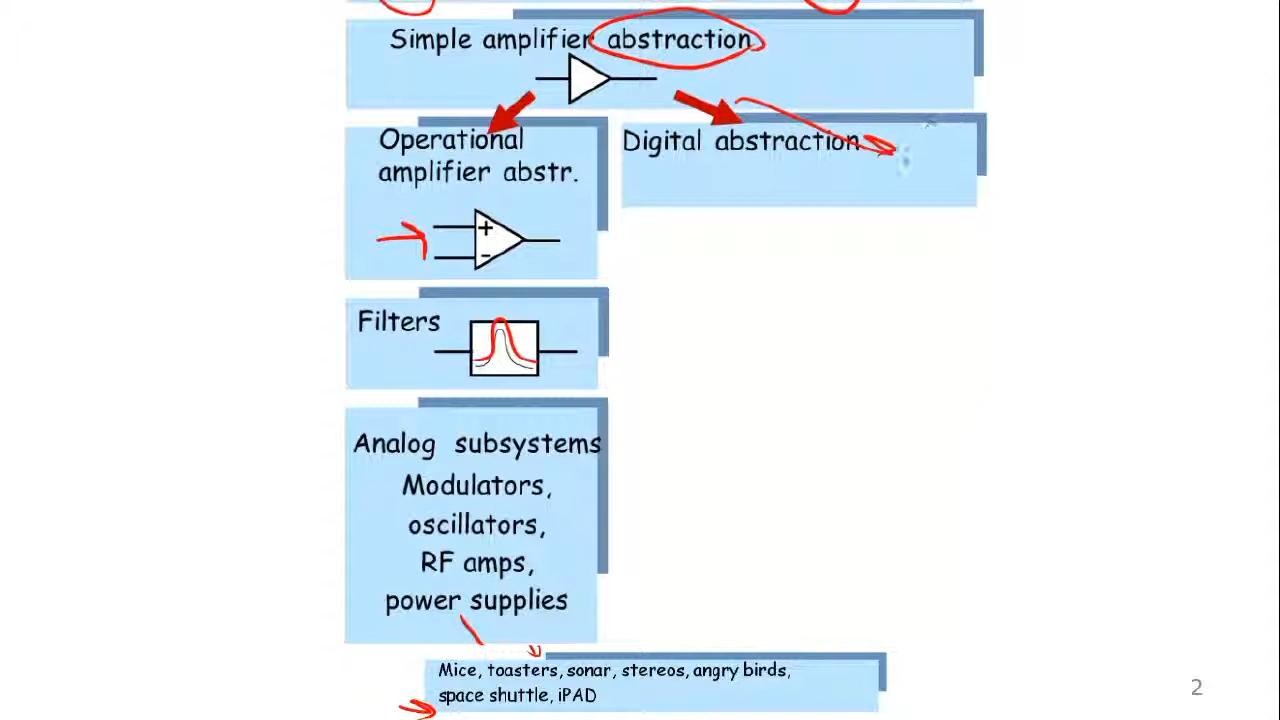 Simple amplifier abstraction
Operational
amplifier abstr.
Digital abstraction
+
-
Filters
Analog subsystems
Modulators,
oscillators,
RF amps,
power supplies
Mice, toasters, sonar, stereos, angry birds,
space shuttle, iPAD
2